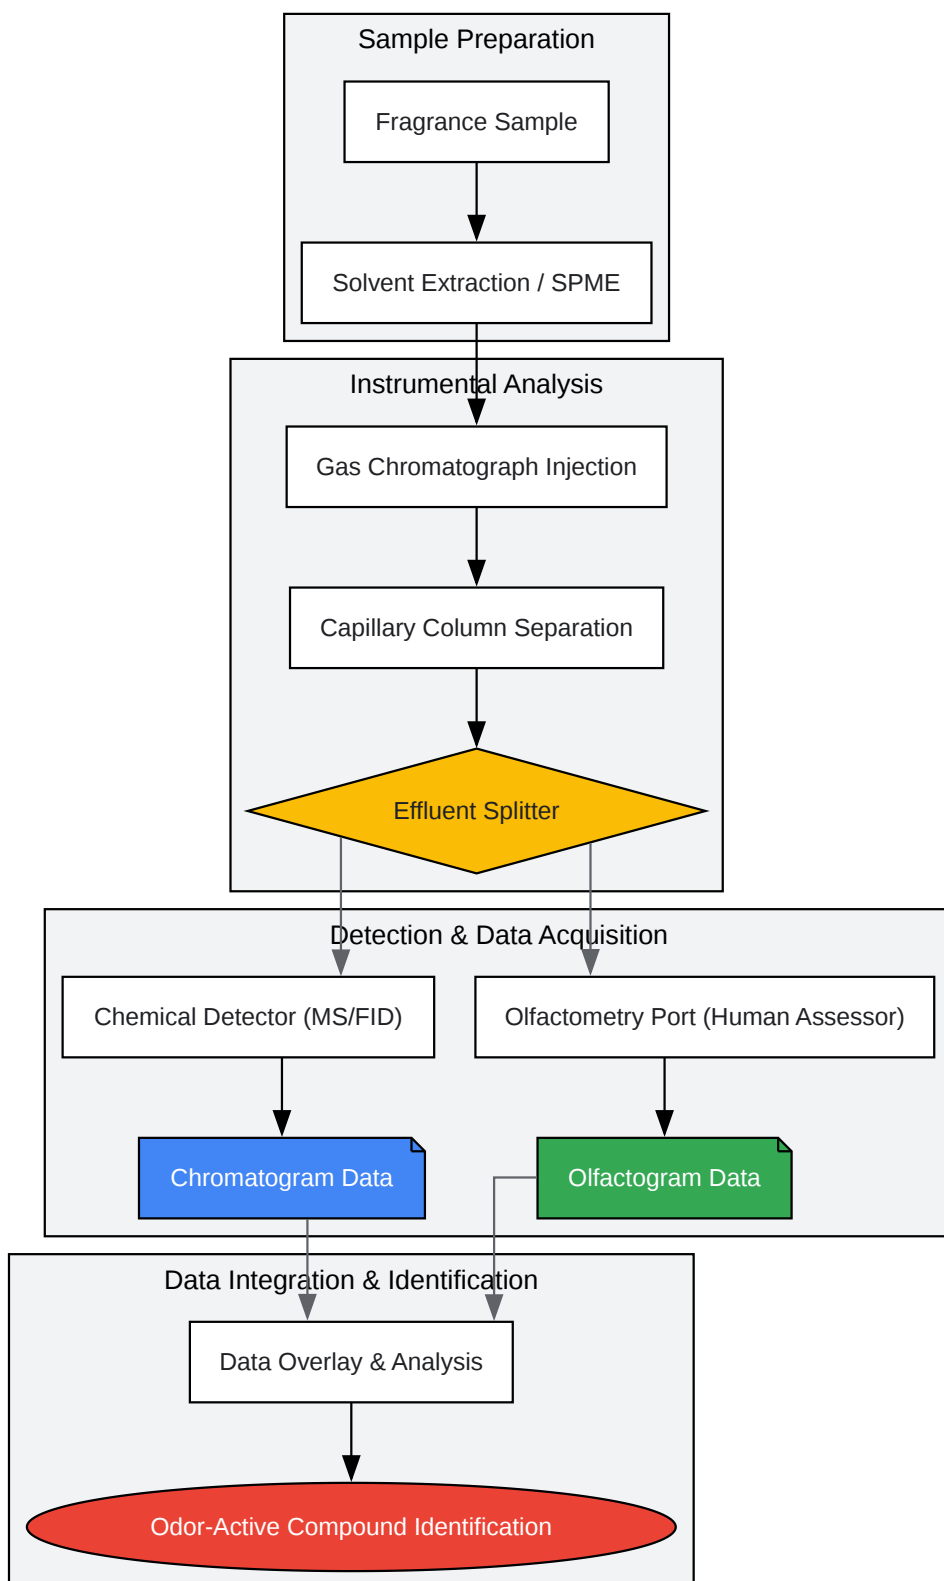 Sample Preparation
Fragrance Sample
Solvent Extraction / SPME
Instrumental Analysis
Gas Chromatograph Injection
Capillary Column Separation
Effluent Splitter
Detection & Data Acquisition
Chemical Detector (MS/FID)
Olfactometry Port (Human Assessor)
Chromatogram Data
Olfactogram Data
Data Integration & Identification
Data Overlay & Analysis
Odor-Active Compound Identification